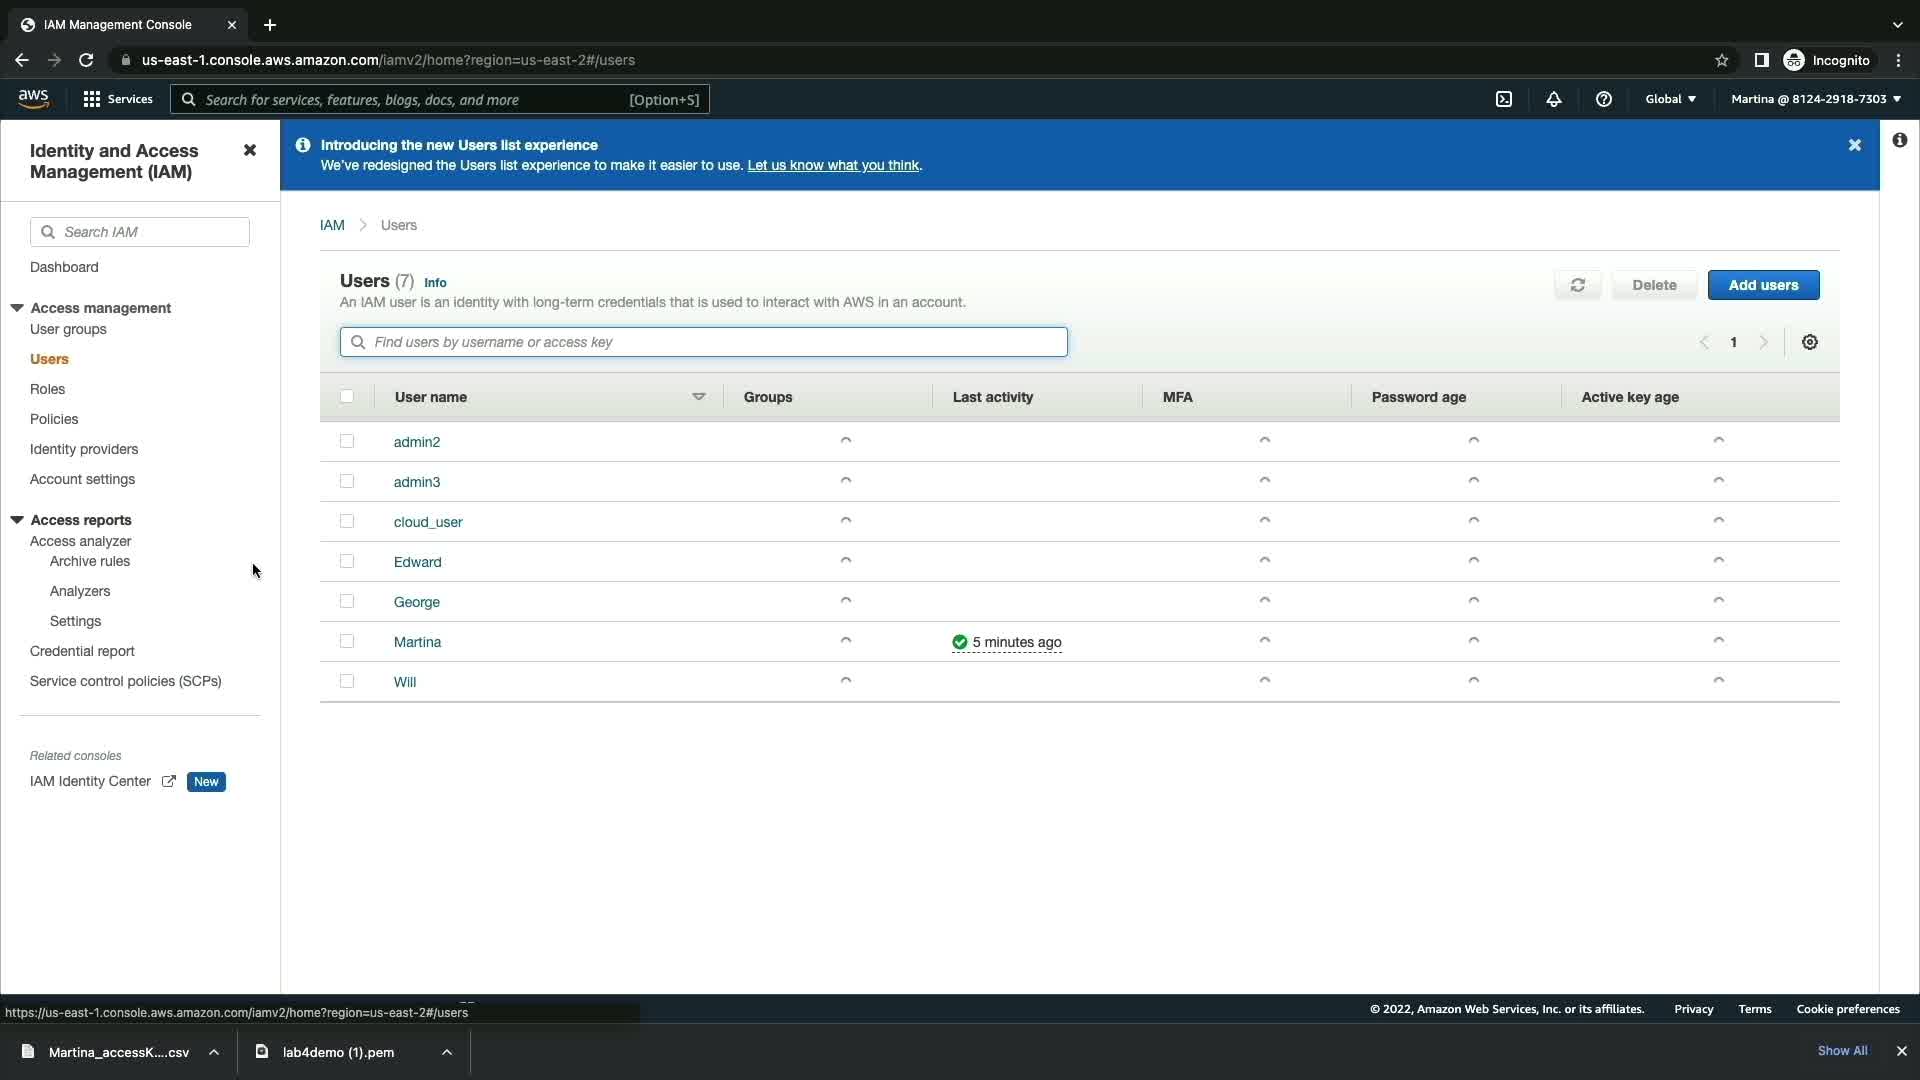 IAM Management Console
us-east-1.console.aws.amazon.com/iamv2/home?region=us-east-2#/users
Incognito
aws
Services
Search for services, features, blogs, docs, and more
[Option+S]
Global
Martina @ 8124-2918-7303
Identity and Access
Management (IAM)
Search IAM
Dashboard
Access management
User groups
Users
Roles
Policies
Identity providers
Account settings
Access reports
Access analyzer
Archive rules
Analyzers
Settings
Credential report
Service control policies (SCPs)
Related consoles
IAM Identity Center
New
Introducing the new Users list experience
We've redesigned the Users list experience to make it easier to use. Let us know what you think.
IAM
Users
Users (7) Info
An IAM user is an identity with long-term credentials that is used to interact with AWS in an account.
Delete
Add users
Find users by username or access key
1
User name
Groups
Last activity
MFA
Password age
Active key age
admin2
admin3
cloud_user
Edward
George
Martina
5 minutes ago
Will
https://us-east-1.console.aws.amazon.com/iamv2/home?region=us-east-2#/users
© 2022, Amazon Web Services, Inc. or its affiliates.
Privacy
Terms
Cookie preferences
Martina_accessK....csv
lab4demo (1).pem
Show All